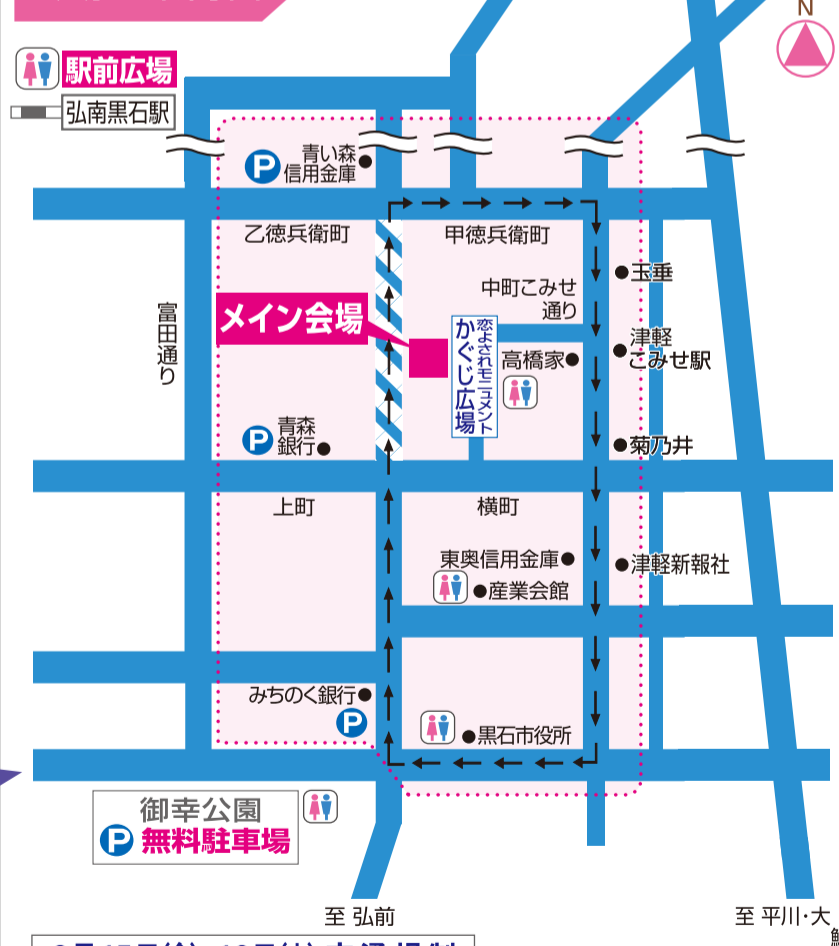 N
駅前広場
弘南黒石駅
P
青い森
信用金庫
乙徳兵衛町
甲徳兵衛町
中町こみせ
通り
玉垂
富田通り
メイン会場
恋よされモニュメント
かぐじ広場
高橋家
津軽
こみせ駅
P
青森
銀行
菊乃井
上町
横町
東奥信用金庫
産業会館
津軽新報社
みちのく銀行
P
黒石市役所
御幸公園
P 無料駐車場
至 弘前
至 平川・大